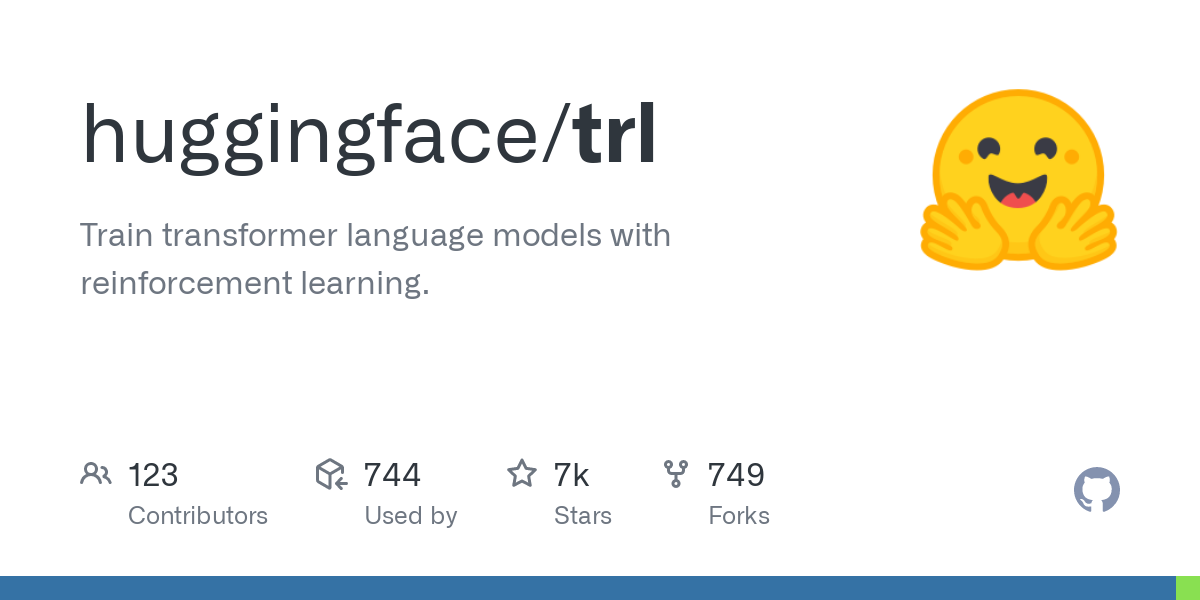 huggingface/trl
Train transformer language models with
reinforcement learning.
123 744 7k 749
Contributors Used by Stars Forks